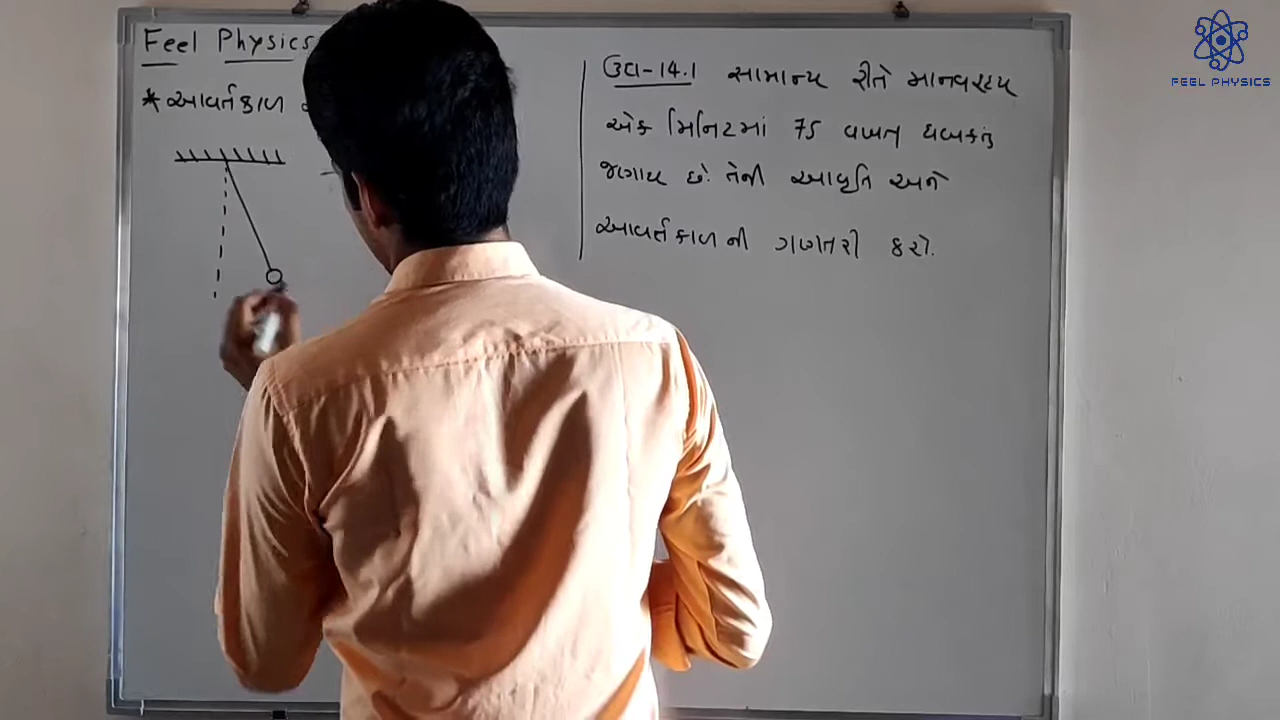 Feel Physics
* આવર્તકાળ
ઉદા-14.1 સામાન્ય રીતે માનવહૃદય
એક મિનિટમાં 75 વખત ધબકતું
જણાય છે. તેની આવૃતિ અને
આવર્તકાળની ગણતરી કરો.
FEEL PHYSICS